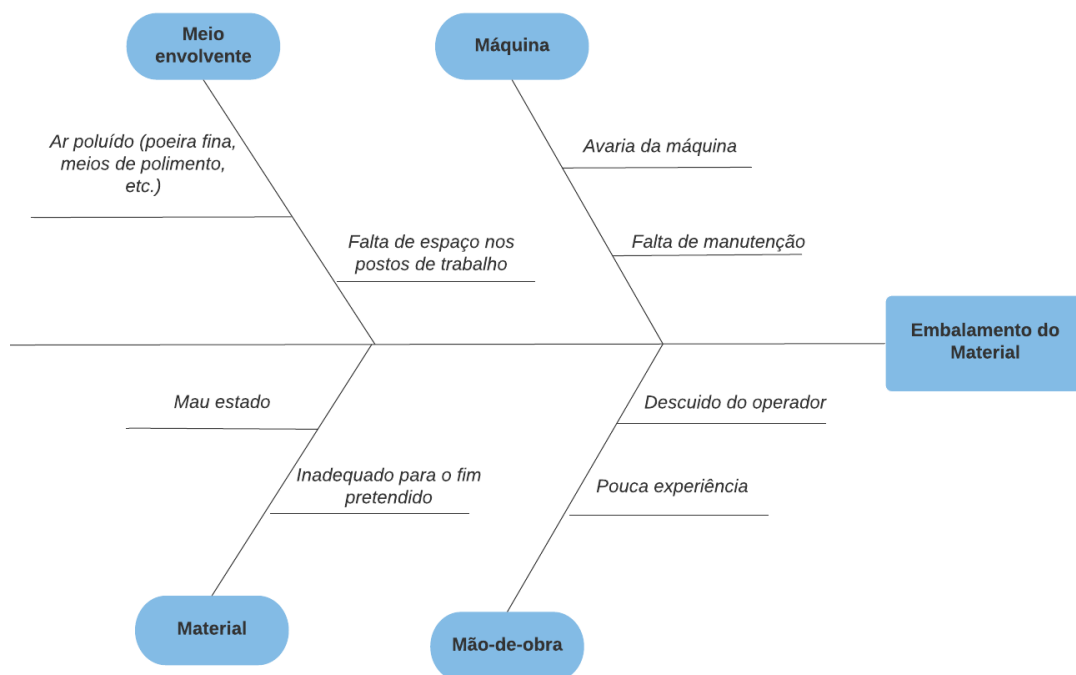 Meio
envolvente
Máquina
Ar poluído (poeira fina,
meios de polimento,
etc.)
Avaria da máquina
Falta de espaço nos
postos de trabalho
Falta de manutenção
Embalamento do
Material
Mau estado
Descuido do operador
Inadequado para o fim
pretendido
Pouca experiência
Material
Mão-de-obra